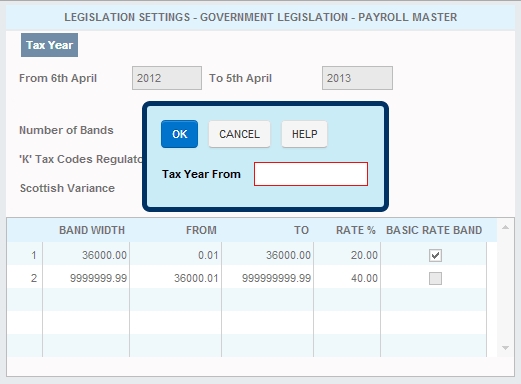 LEGISLATION SETTINGS - GOVERNMENT LEGISLATION - PAYROLL MASTER
Tax Year
From 6th April 2012 To 5th April 2013
OK CANCEL HELP
Number of Bands
'K' Tax Codes Regulato
Tax Year From
Scottish Variance
BAND WIDTH FROM TO RATE % BASIC RATE BAND
1 36000.00 0.01 36000.00 20.00
2 9999999.99 36000.01 999999999.99 40.00